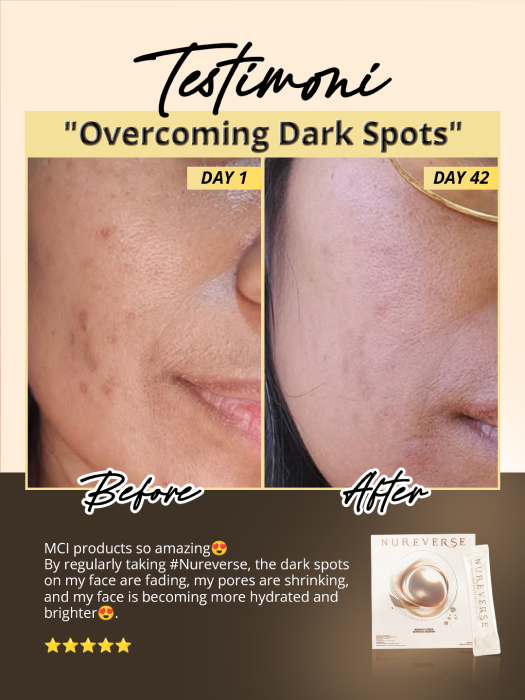 Testimoni
"Overcoming Dark Spots"
DAY 1
DAY 42
Before
After
MCI products so amazing😍
By regularly taking #Nureverse, the dark spots
on my face are fading, my pores are shrinking,
and my face is becoming more hydrated and
brighter😍.
NUREVERSE
NUREVERSE